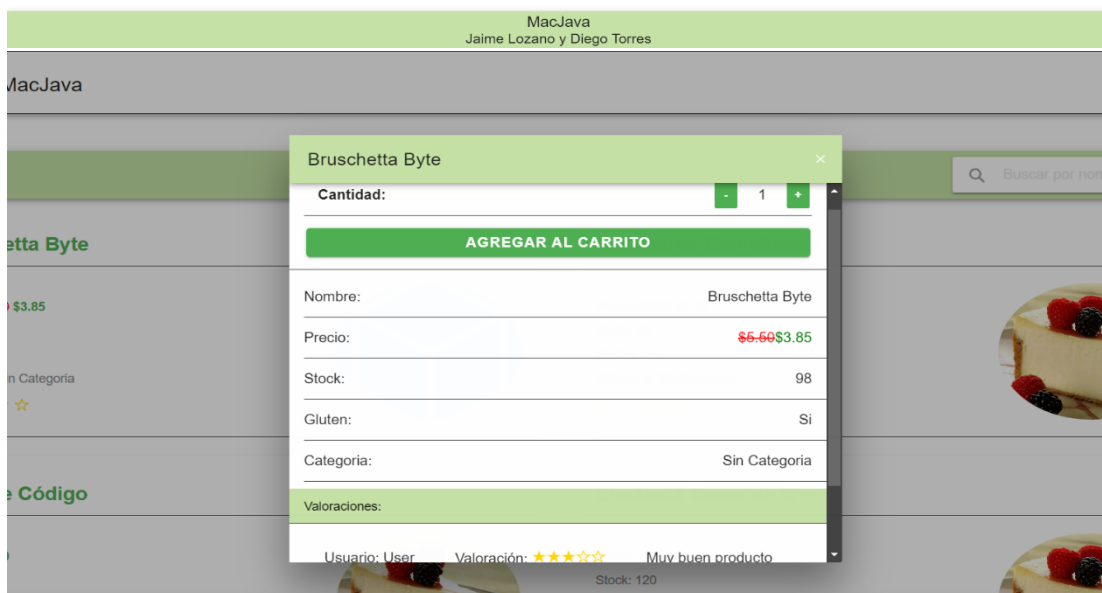 MacJava
Jaime Lozano y Diego Torres
MacJava
Bruschetta Byte ×
Buscar por nom
Cantidad: - 1 +
etta Byte
AGREGAR AL CARRITO
Nombre: Bruschetta Byte
$3.85
Precio: $5.50$3.85
Stock: 98
n Categoria
Gluten: Si
Categoria: Sin Categoria
e Código
Valoraciones:
Usuario: User Valoración: ★★★☆☆ Muy buen producto
Stock: 120